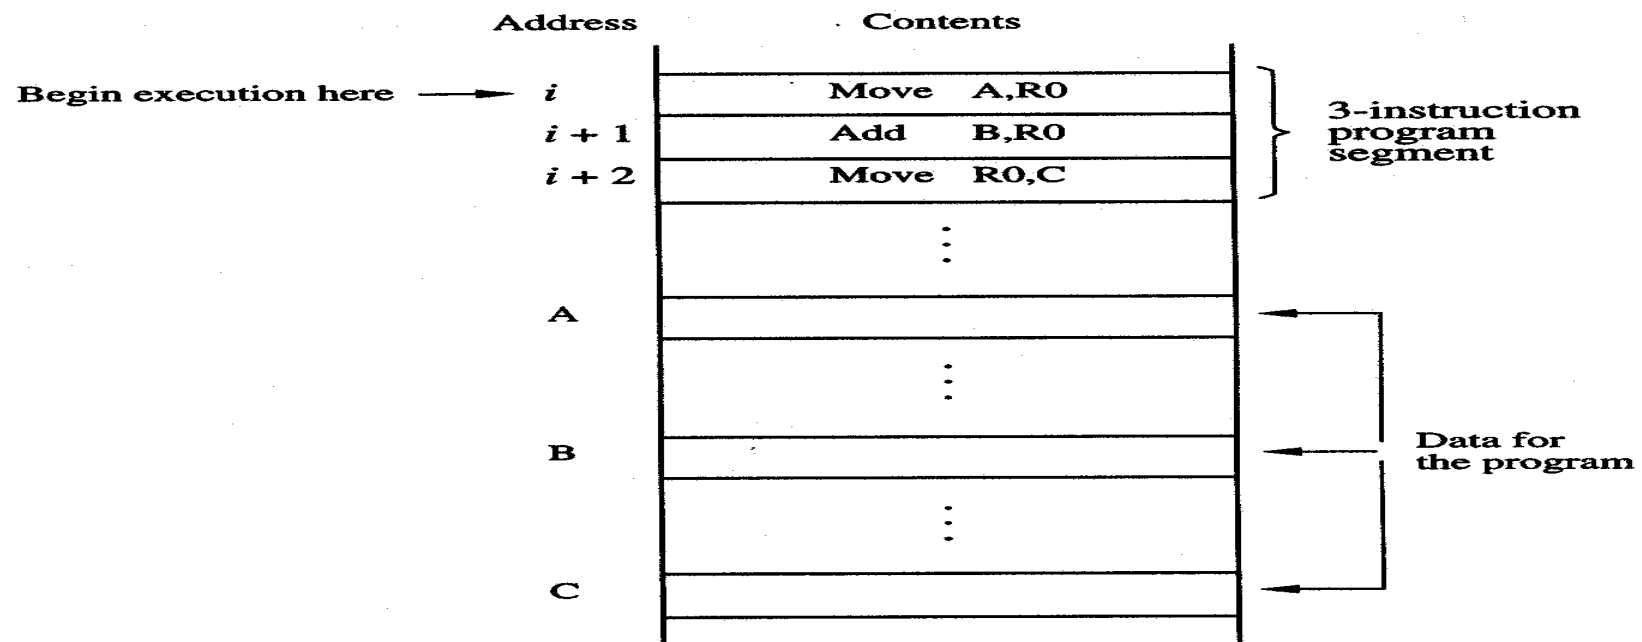 Address Contents
Begin execution here i Move A,R0
i + 1 Add B,R0
i + 2 Move R0,C
3-instruction
program
segment
A
B
C
Data for
the program